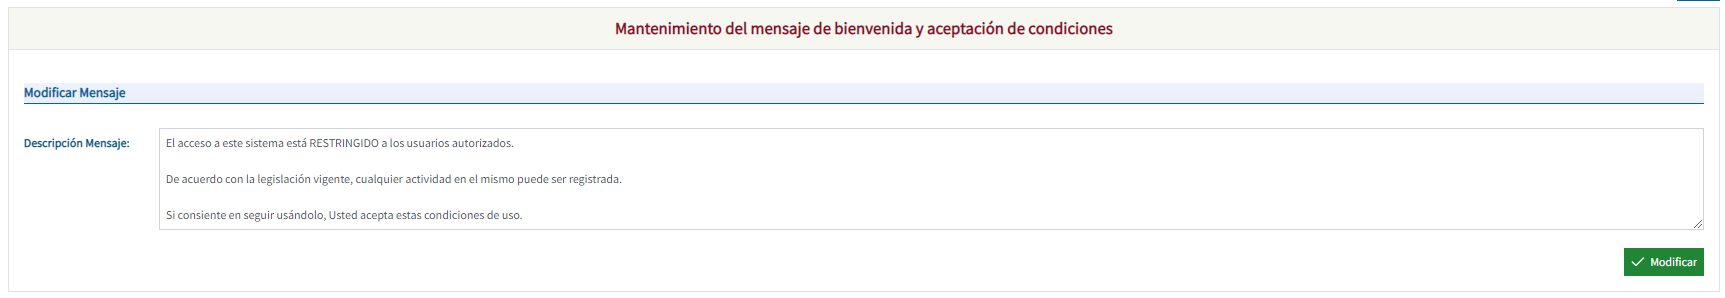 Mantenimiento del mensaje de bienvenida y aceptación de condiciones
Modificar Mensaje
Descripción Mensaje:
El acceso a este sistema está RESTRINGIDO a los usuarios autorizados.
De acuerdo con la legislación vigente, cualquier actividad en el mismo puede ser registrada.
Si consiente en seguir usándolo, Usted acepta estas condiciones de uso.
Modificar